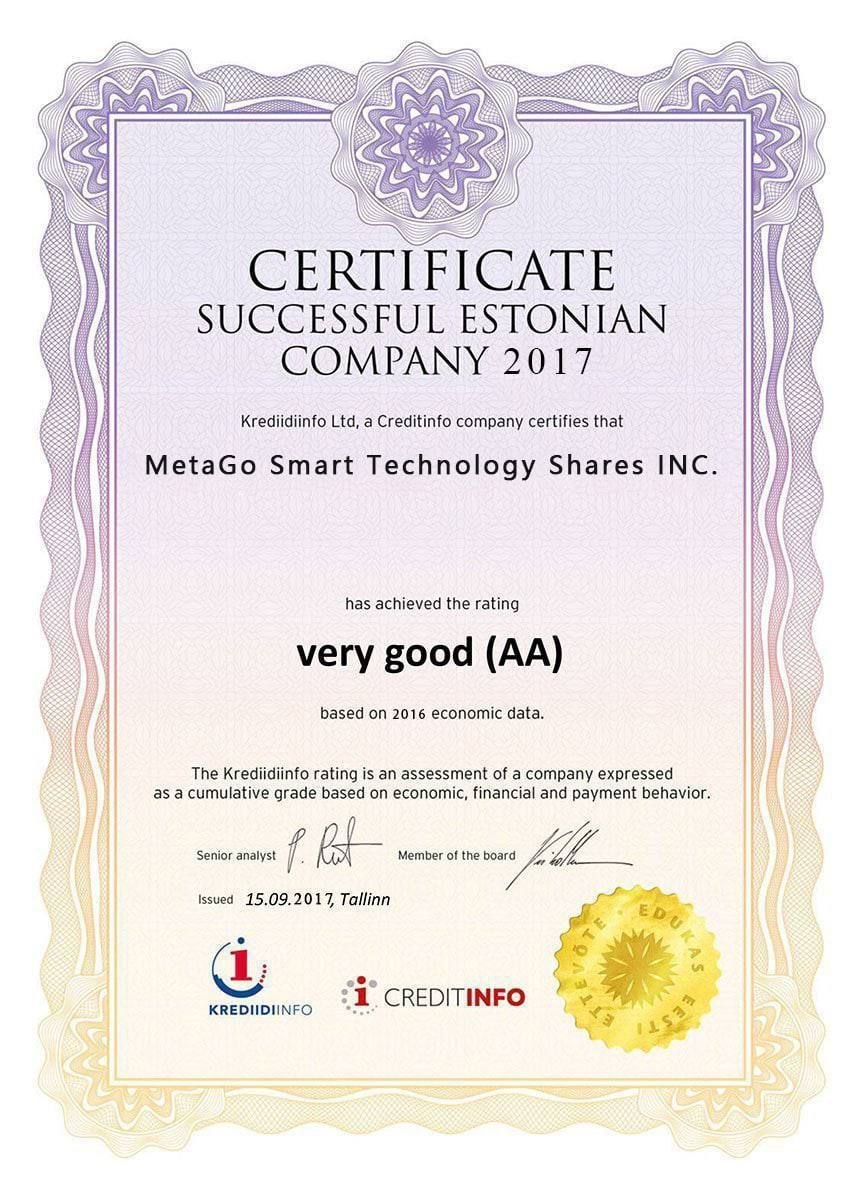 CERTIFICATE
SUCCESSFUL ESTONIAN
COMPANY 2017
Krediidiinfo Ltd, a Creditinfo company certifies that
MetaGo Smart Technology Shares INC.
has achieved the rating
very good (AA)
based on 2016 economic data.
The Krediidiinfo rating is an assessment of a company expressed
as a cumulative grade based on economic, financial and payment behavior.
Senior analyst
Member of the board
Issued 15.09.2017, Tallinn
EDUKAS EESTI ETTEVÕTE
KREDIIDIINFO
CREDITINFO